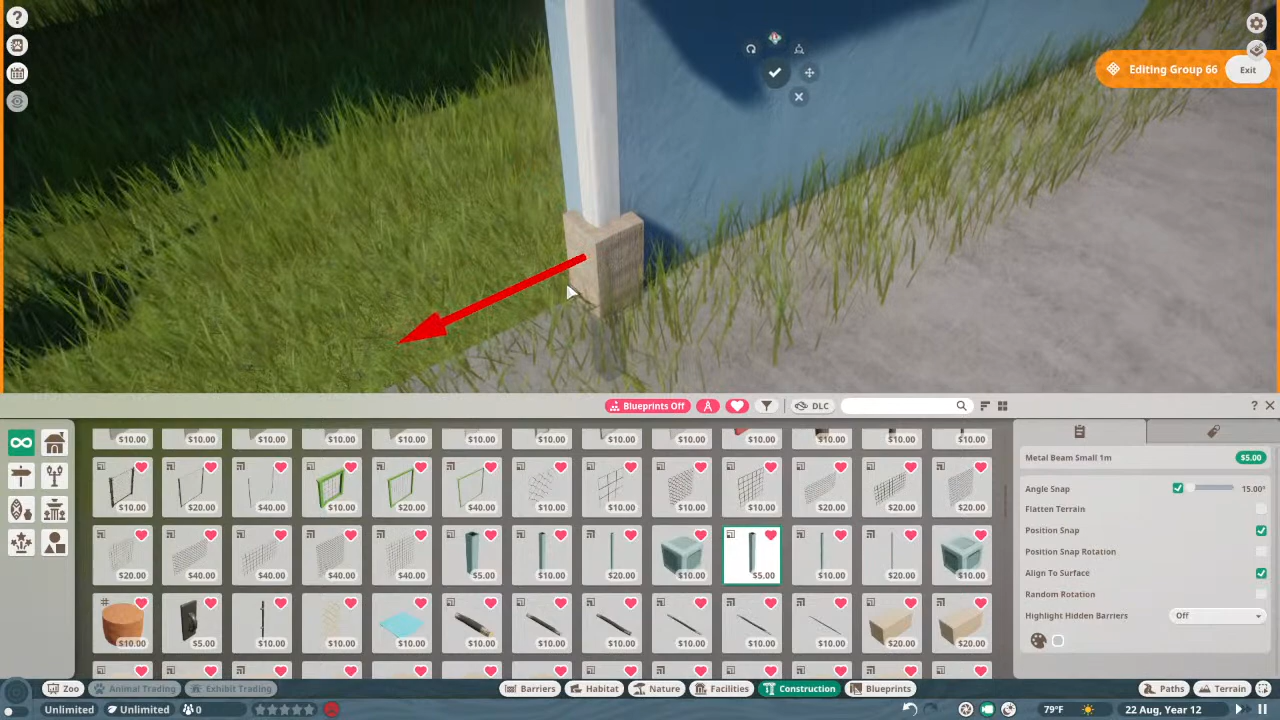 ?
Editing Group 66
Exit
Blueprints Off
DLC
?
$10.00 $10.00 $10.00 $10.00 $10.00 $10.00 $10.00 $10.00 $10.00 $10.00 $10.00 $10.00 $10.00
$10.00 $20.00 $40.00 $10.00 $20.00 $40.00 $10.00 $10.00 $10.00 $10.00 $20.00 $20.00 $20.00
$20.00 $40.00 $40.00 $40.00 $40.00 $5.00 $10.00 $20.00 $10.00 $5.00 $10.00 $20.00 $10.00
$10.00 $5.00 $10.00 $10.00 $10.00 $10.00 $10.00 $10.00 $10.00 $10.00 $10.00 $20.00 $20.00
Metal Beam Small 1m
$5.00
Angle Snap
15.00°
Flatten Terrain
Position Snap
Position Snap Rotation
Align To Surface
Random Rotation
Highlight Hidden Barriers
Off
Zoo Animal Trading Exhibit Trading Barriers Habitat Nature Facilities Construction Blueprints Paths Terrain
Unlimited Unlimited 0 79°F 22 Aug, Year 12